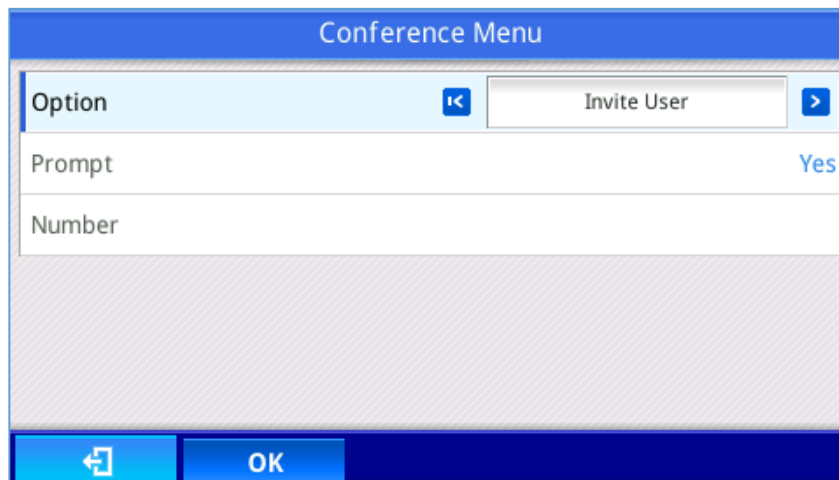 Conference Menu
Option Invite User
Prompt Yes
Number
OK